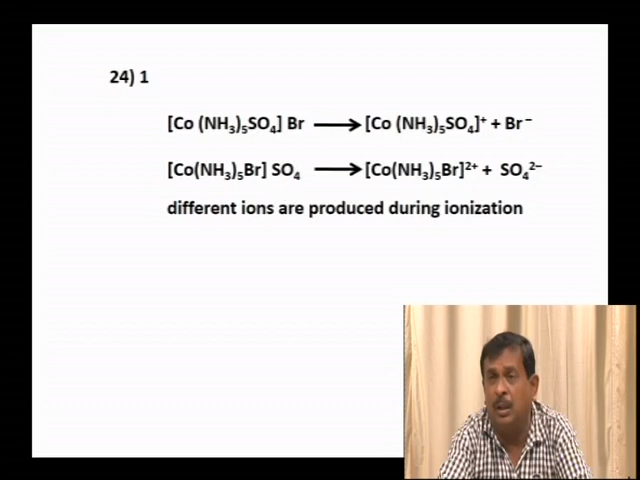 24) 1
[Co (NH₃)₅SO₄] Br ⟶ [Co (NH₃)₅SO₄]⁺ + Br⁻
[Co(NH₃)₅Br] SO₄ ⟶ [Co(NH₃)₅Br]²⁺ + SO₄²⁻
different ions are produced during ionization